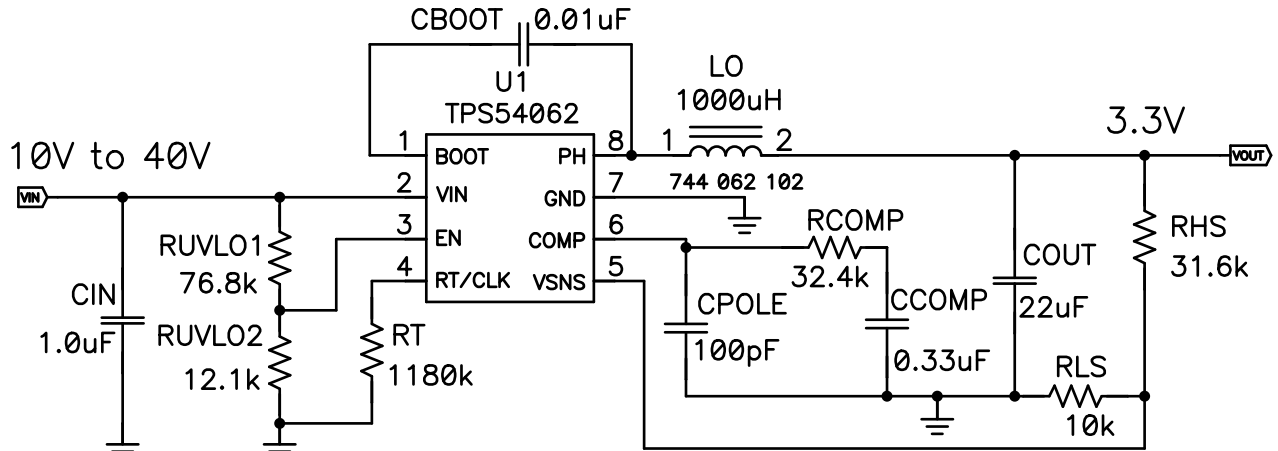 CBOOT 0.01uF
U1
TPS54062
LO
1000uH
3.3V
10V to 40V
1 BOOT
PH 8
1 2
VOUT
VIN
2 VIN
GND 7
744 062 102
3 EN
COMP 6
RCOMP
32.4k
RUVLO1
76.8k
4 RT/CLK
VSNS 5
RHS
31.6k
COUT
22uF
CIN
1.0uF
CPOLE
100pF
CCOMP
0.33uF
RUVLO2
12.1k
RT
1180k
RLS
10k